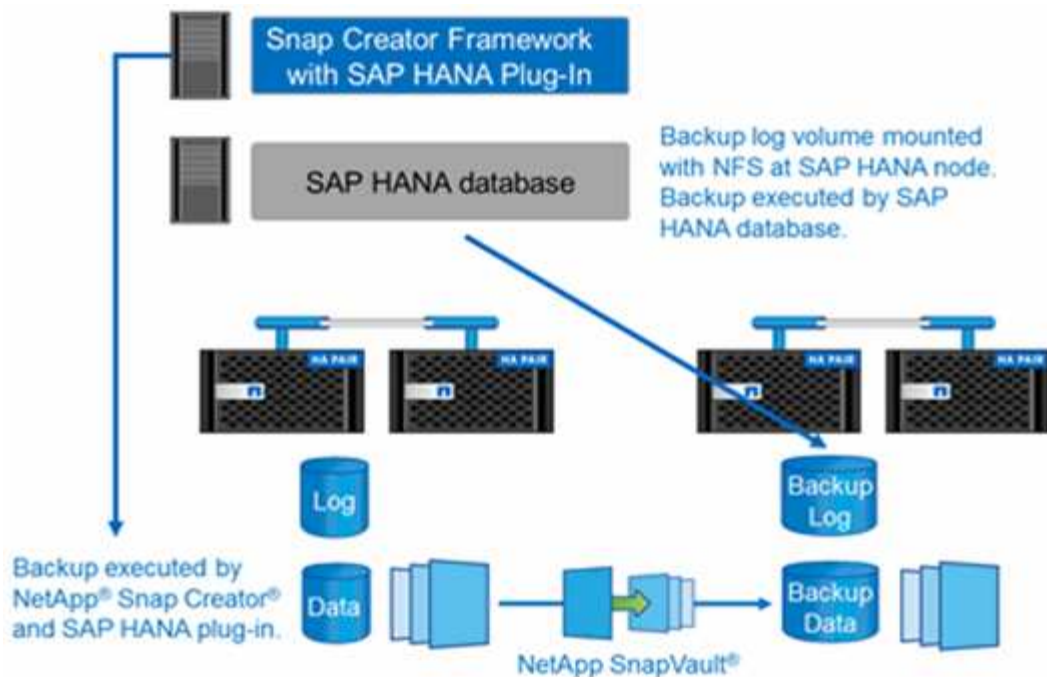 Snap Creator Framework
with SAP HANA Plug-In
SAP HANA database
Backup log volume mounted
with NFS at SAP HANA node.
Backup executed by SAP
HANA database.
HA PAIR
HA PAIR
HA PAIR
HA PAIR
Log
Backup
Log
Backup executed by
NetApp® Snap Creator®
and SAP HANA plug-in.
Data
Backup
Data
NetApp SnapVault®